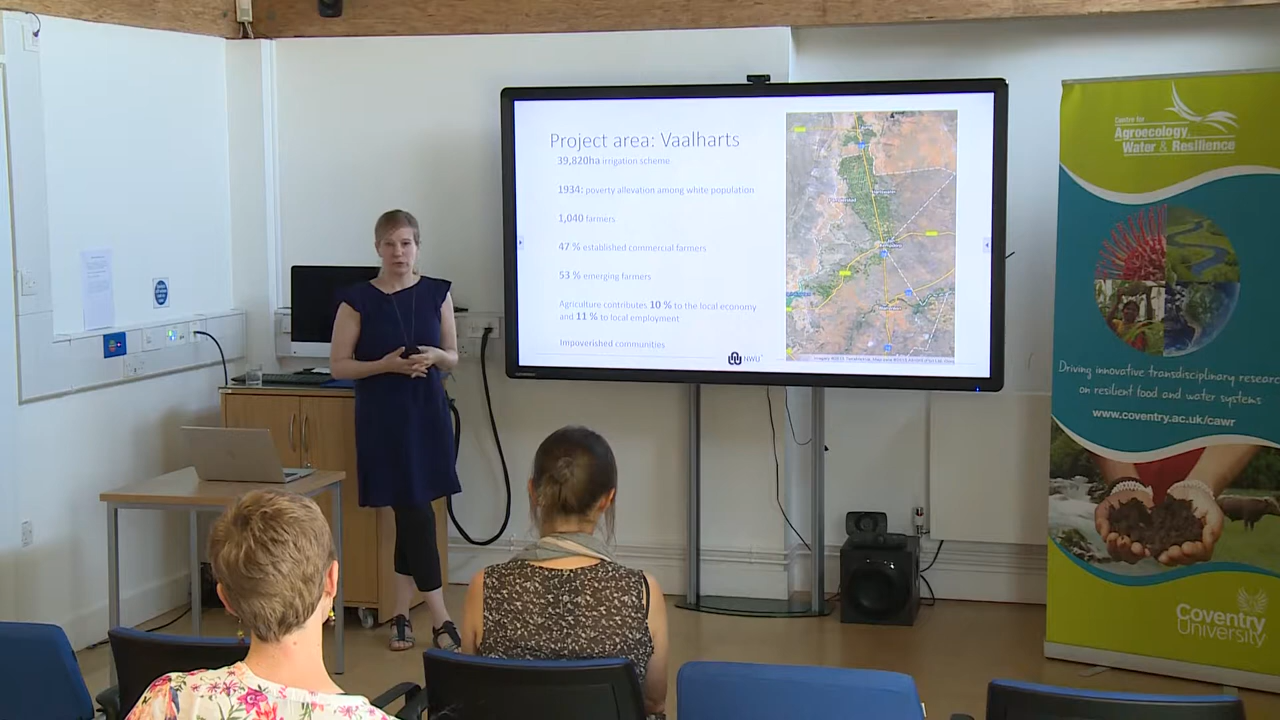 Project area: Vaalharts
39,820ha irrigation scheme.
1934: poverty allevation among white population
1,040 farmers
47 % established commercial farmers
53 % emerging farmers
Agriculture contributes 10 % to the local economy
and 11 % to local employment
Impoverished communities
NWU
Centre for
Agroecology,
Water & Resilience
Driving innovative transdisciplinary researc
on resilient food and water systems
www.coventry.ac.uk/cawr
Coventry
University